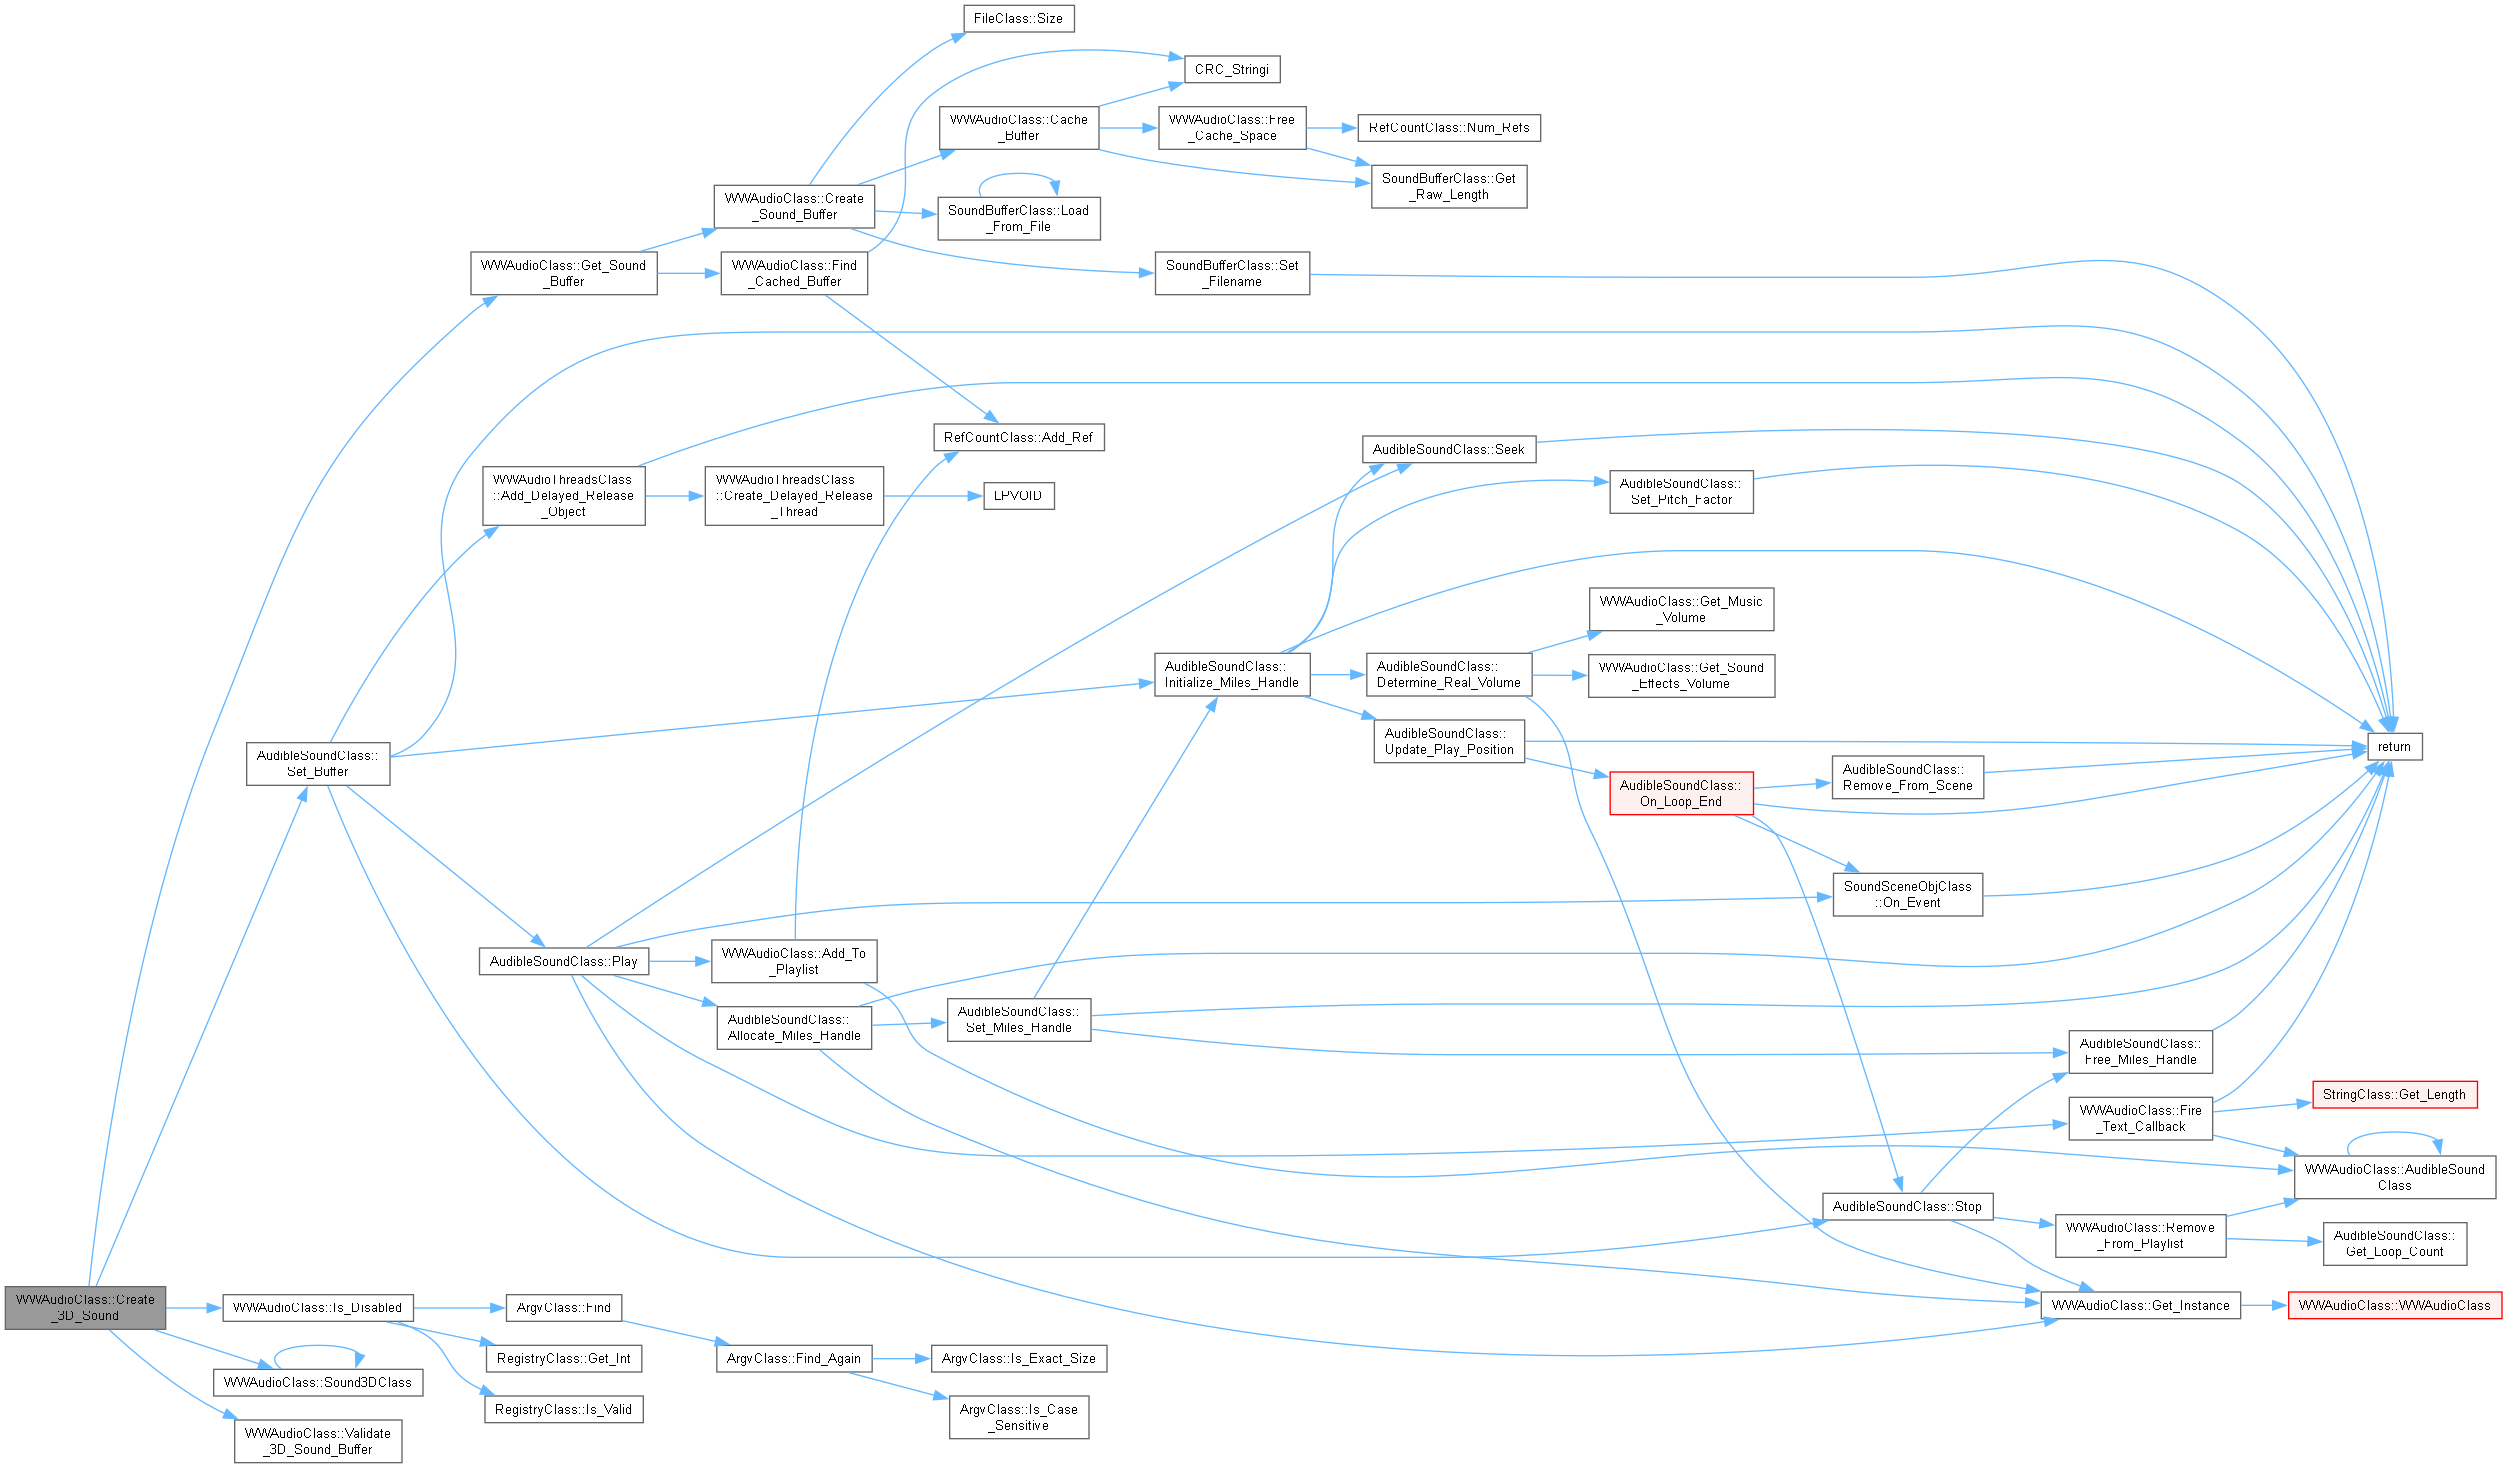 FileClass::Size
CRC_Stringi
WWAudioClass::Cache
_Buffer
WWAudioClass::Free
_Cache_Space
RefCountClass::Num_Refs
SoundBufferClass::Get
_Raw_Length
WWAudioClass::Create
_Sound_Buffer
SoundBufferClass::Load
_From_File
WWAudioClass::Get_Sound
_Buffer
WWAudioClass::Find
_Cached_Buffer
SoundBufferClass::Set
_Filename
RefCountClass::Add_Ref
AudibleSoundClass::Seek
WWAudioThreadsClass
::Add_Delayed_Release
_Object
WWAudioThreadsClass
::Create_Delayed_Release
_Thread
LPVOID
AudibleSoundClass::
Set_Pitch_Factor
WWAudioClass::Get_Music
_Volume
AudibleSoundClass::
Initialize_Miles_Handle
AudibleSoundClass::
Determine_Real_Volume
WWAudioClass::Get_Sound
_Effects_Volume
AudibleSoundClass::
Update_Play_Position
return
AudibleSoundClass::
Set_Buffer
AudibleSoundClass::
On_Loop_End
AudibleSoundClass::
Remove_From_Scene
SoundSceneObjClass
::On_Event
AudibleSoundClass::Play
WWAudioClass::Add_To
_Playlist
AudibleSoundClass::
Allocate_Miles_Handle
AudibleSoundClass::
Set_Miles_Handle
AudibleSoundClass::
Free_Miles_Handle
StringClass::Get_Length
WWAudioClass::Fire
_Text_Callback
WWAudioClass::AudibleSound
Class
AudibleSoundClass::Stop
WWAudioClass::Remove
_From_Playlist
AudibleSoundClass::
Get_Loop_Count
WWAudioClass::Create
_3D_Sound
WWAudioClass::Is_Disabled
ArgvClass::Find
WWAudioClass::Get_Instance
WWAudioClass::WWAudioClass
RegistryClass::Get_Int
ArgvClass::Find_Again
ArgvClass::Is_Exact_Size
WWAudioClass::Sound3DClass
RegistryClass::Is_Valid
ArgvClass::Is_Case
_Sensitive
WWAudioClass::Validate
_3D_Sound_Buffer